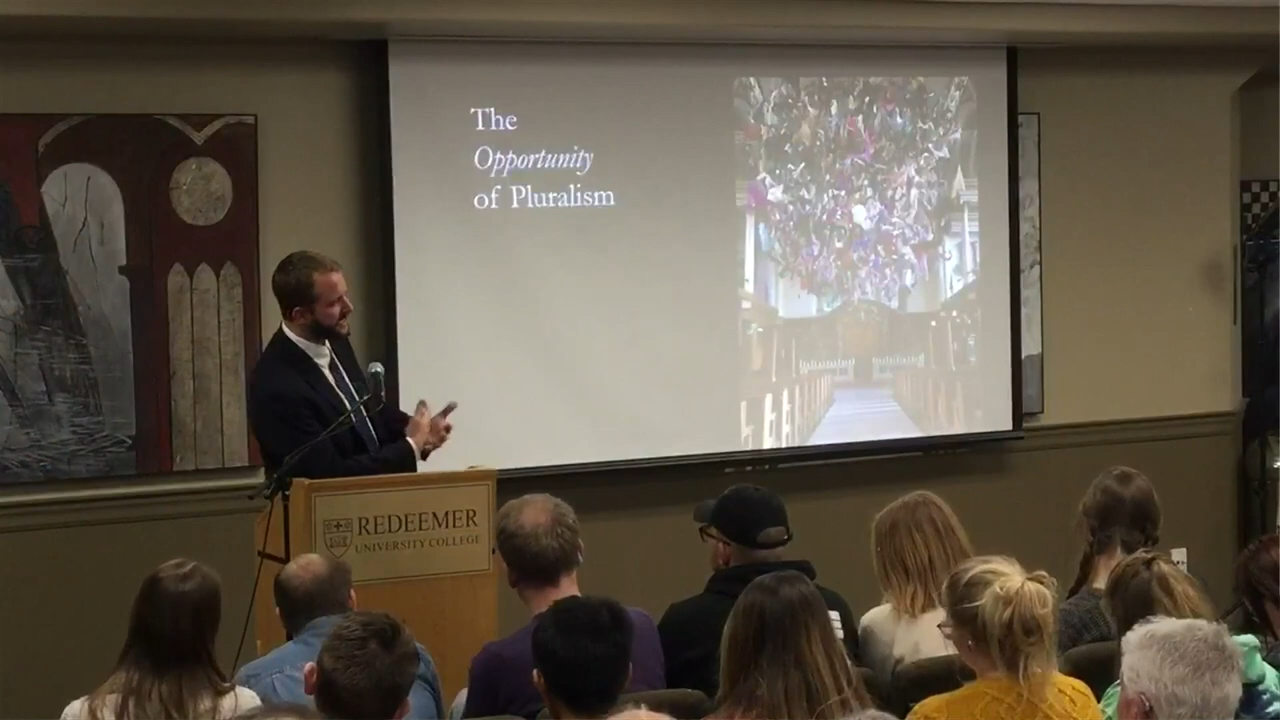 The
Opportunity
of Pluralism
REDEEMER
UNIVERSITY COLLEGE